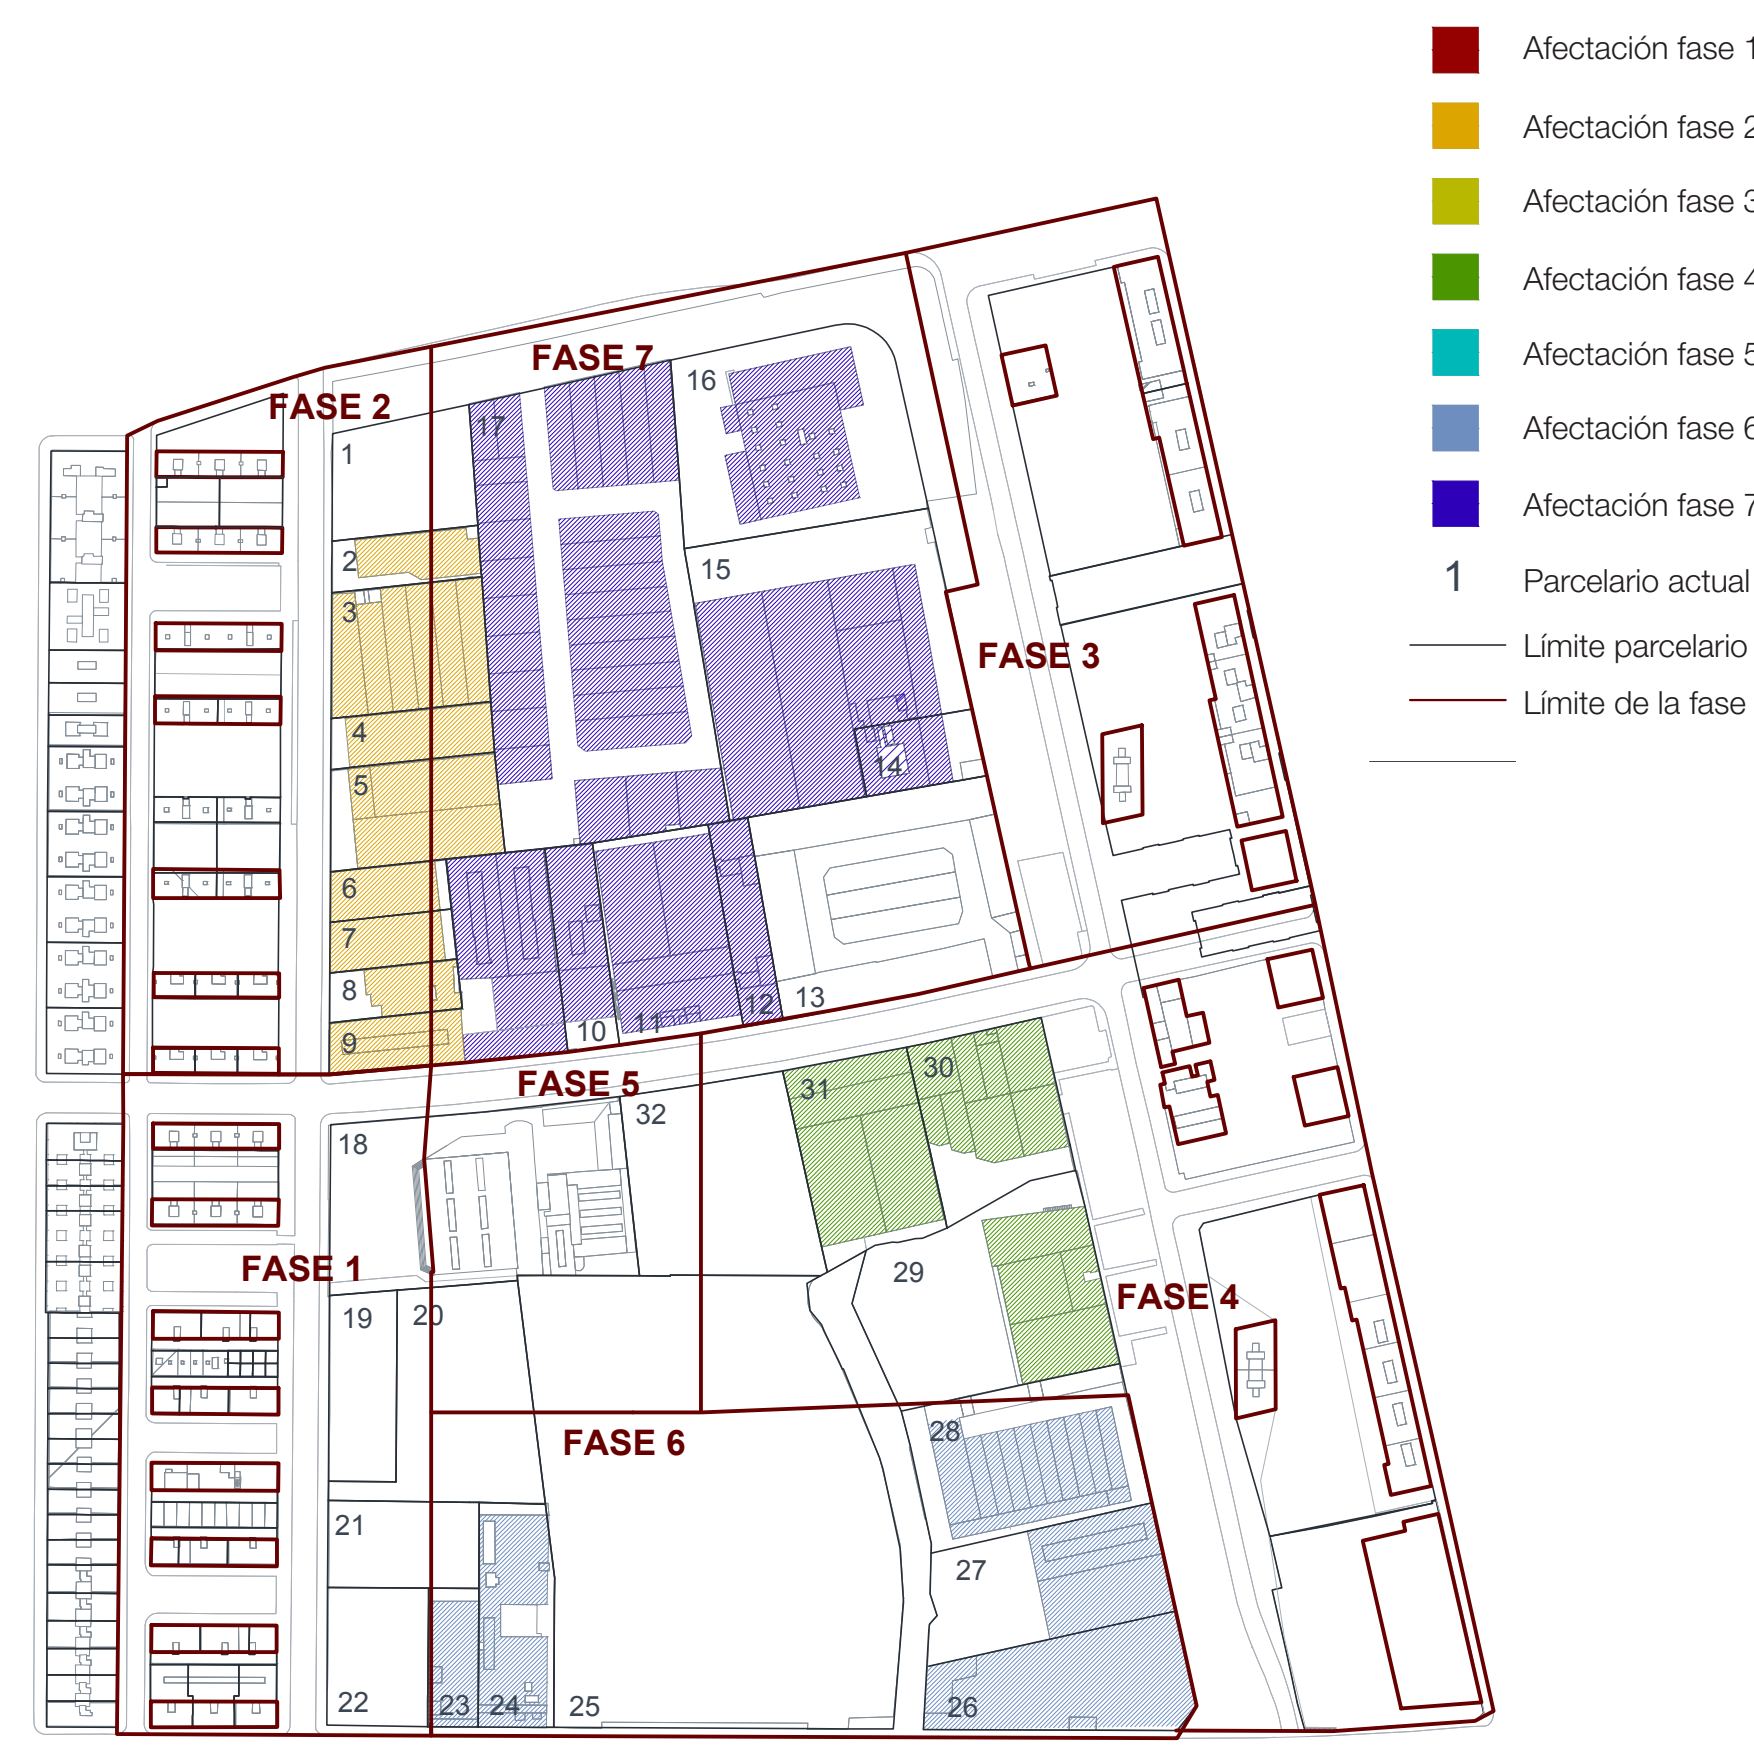 Afectación fase 1
Afectación fase 2
Afectación fase 3
Afectación fase 4
Afectación fase 5
Afectación fase 6
Afectación fase 7
1 Parcelario actual
Límite parcelario
Límite de la fase
FASE 7
FASE 2
16
17
1
2
15
3
FASE 3
4
14
5
6
7
8
13
12
11
10
9
FASE 5
30
31
32
18
FASE 1
29
FASE 4
19
20
28
FASE 6
21
27
22
23
24
25
26